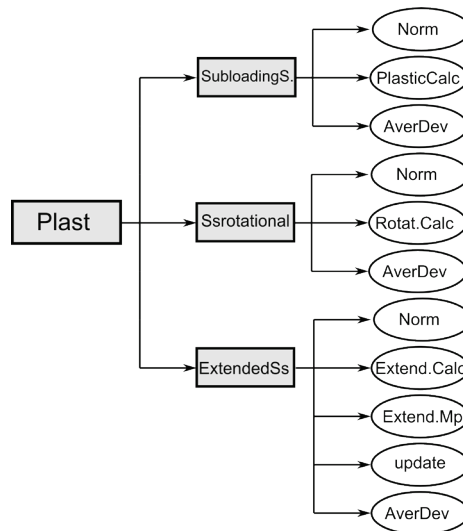 Norm
SubloadingS.
PlasticCalc
AverDev
Norm
Plast
Ssrotational
Rotat.Calc
AverDev
Norm
ExtendedSs
Extend.Calc
Extend.Mp
update
AverDev